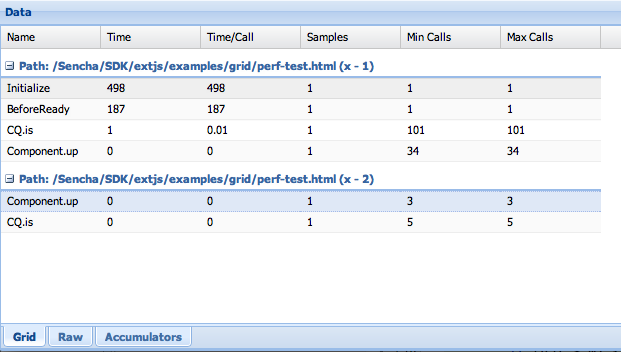 Data
Name Time Time/Call Samples Min Calls Max Calls
Path: /Sencha/SDK/extjs/examples/grid/perf-test.html (x - 1)
Initialize 498 498 1 1 1
BeforeReady 187 187 1 1 1
CQ.is 1 0.01 1 101 101
Component.up 0 0 1 34 34
Path: /Sencha/SDK/extjs/examples/grid/perf-test.html (x - 2)
Component.up 0 0 1 3 3
CQ.is 0 0 1 5 5
Grid Raw Accumulators